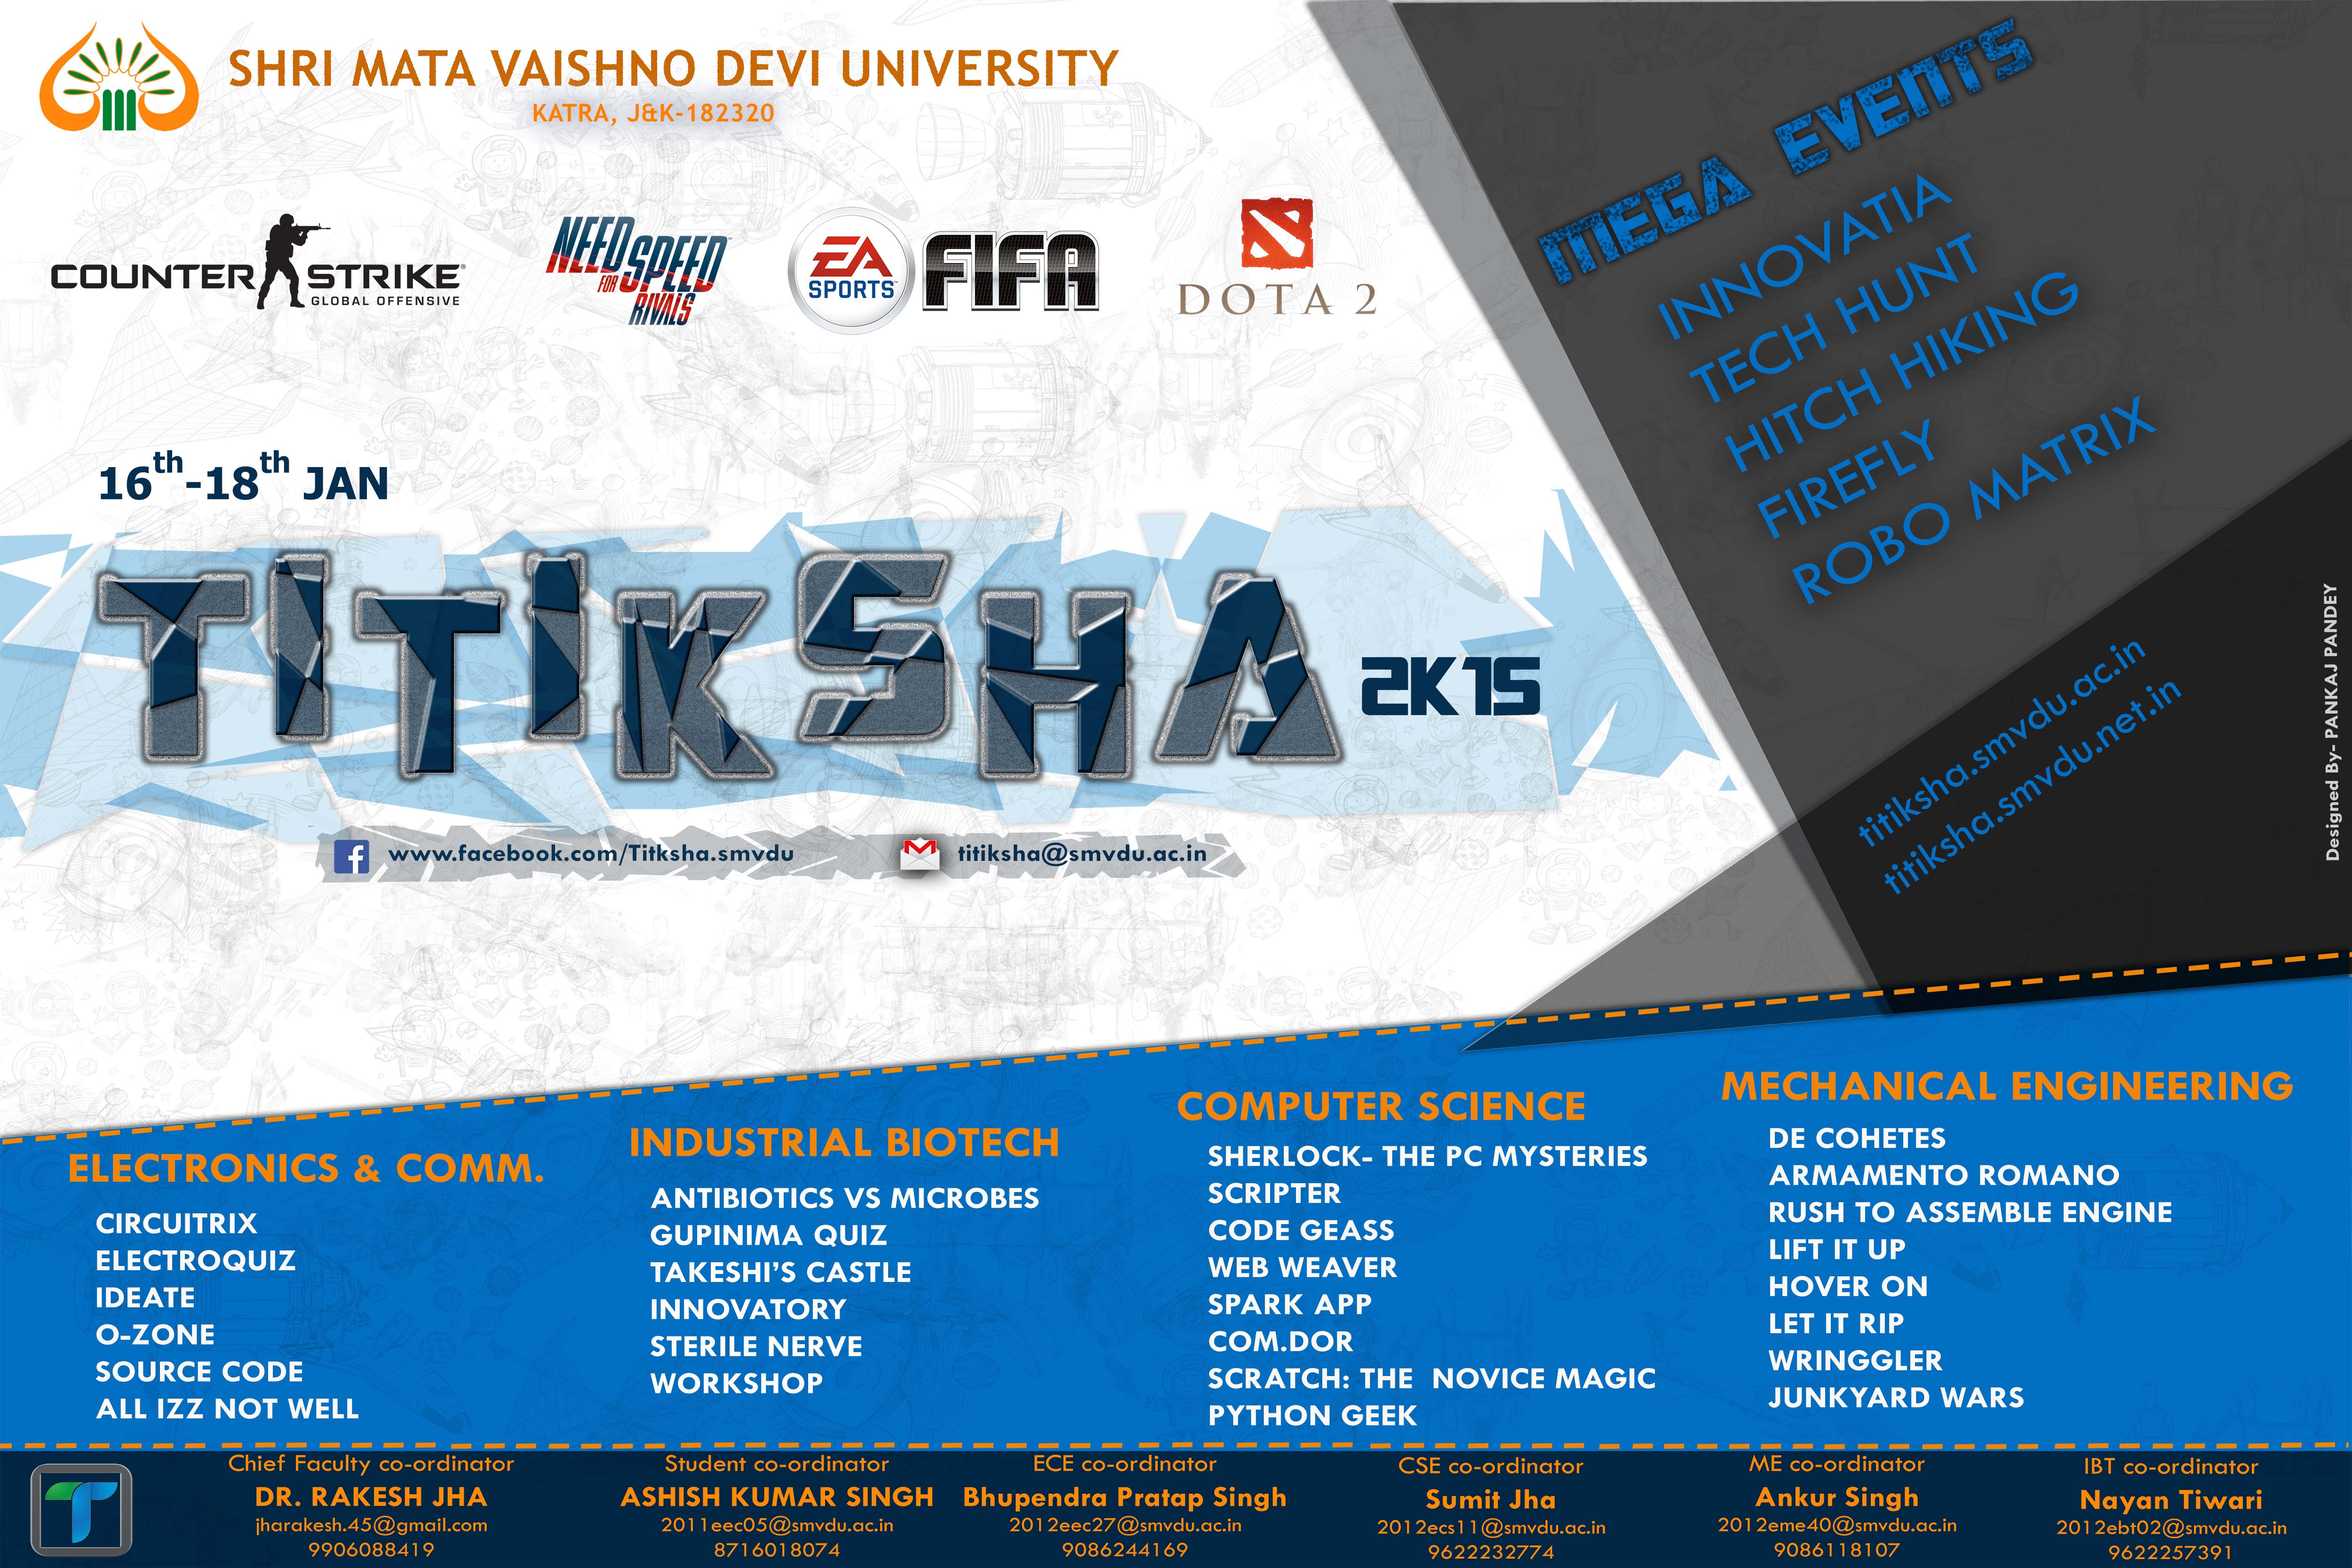 SHRI MATA VAISHNO DEVI UNIVERSITY
KATRA, J&K-182320
COUNTER STRIKE
GLOBAL OFFENSIVE
NEED FOR SPEED
RIVALS
EA SPORTS
FIFA
DOTA 2
MEGA EVENTS
INNOVATIA
TECH HUNT
HITCH HIKING
FIREFLY
ROBO MATRIX
16th-18th JAN
TITIKSHA 2K15
www.facebook.com/Titksha.smvdu
titiksha@smvdu.ac.in
titiksha.smvdu.ac.in
titiksha.smvdu.net.in
Designed By- PANKAJ PANDEY
ELECTRONICS & COMM.
CIRCUITRIX
ELECTROQUIZ
IDEATE
O-ZONE
SOURCE CODE
ALL IZZ NOT WELL
INDUSTRIAL BIOTECH
ANTIBIOTICS VS MICROBES
GUPINIMA QUIZ
TAKESHI'S CASTLE
INNOVATORY
STERILE NERVE
WORKSHOP
COMPUTER SCIENCE
SHERLOCK- THE PC MYSTERIES
SCRIPTER
CODE GEASS
WEB WEAVER
SPARK APP
COM.DOR
SCRATCH: THE  NOVICE MAGIC
PYTHON GEEK
MECHANICAL ENGINEERING
DE COHETES
ARMAMENTO ROMANO
RUSH TO ASSEMBLE ENGINE
LIFT IT UP
HOVER ON
LET IT RIP
WRINGGLER
JUNKYARD WARS
Chief Faculty co-ordinator
DR. RAKESH JHA
jharakesh.45@gmail.com
9906088419
Student co-ordinator
ASHISH KUMAR SINGH
2011eec05@smvdu.ac.in
8716018074
ECE co-ordinator
Bhupendra Pratap Singh
2012eec27@smvdu.ac.in
9086244169
CSE co-ordinator
Sumit Jha
2012ecs11@smvdu.ac.in
9622232774
ME co-ordinator
Ankur Singh
2012eme40@smvdu.ac.in
9086118107
IBT co-ordinator
Nayan Tiwari
2012ebt02@smvdu.ac.in
9622257391